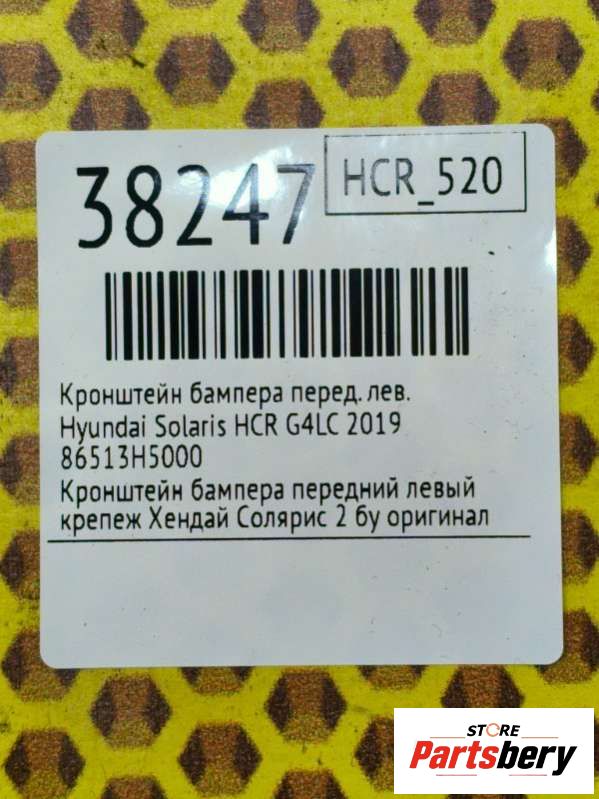 38247
HCR_520
Кронштейн бампера перед. лев.
Hyundai Solaris HCR G4LC 2019
86513H5000
Кронштейн бампера передний левый
крепеж Хендай Солярис 2 бу оригинал
STORE
Partsbery